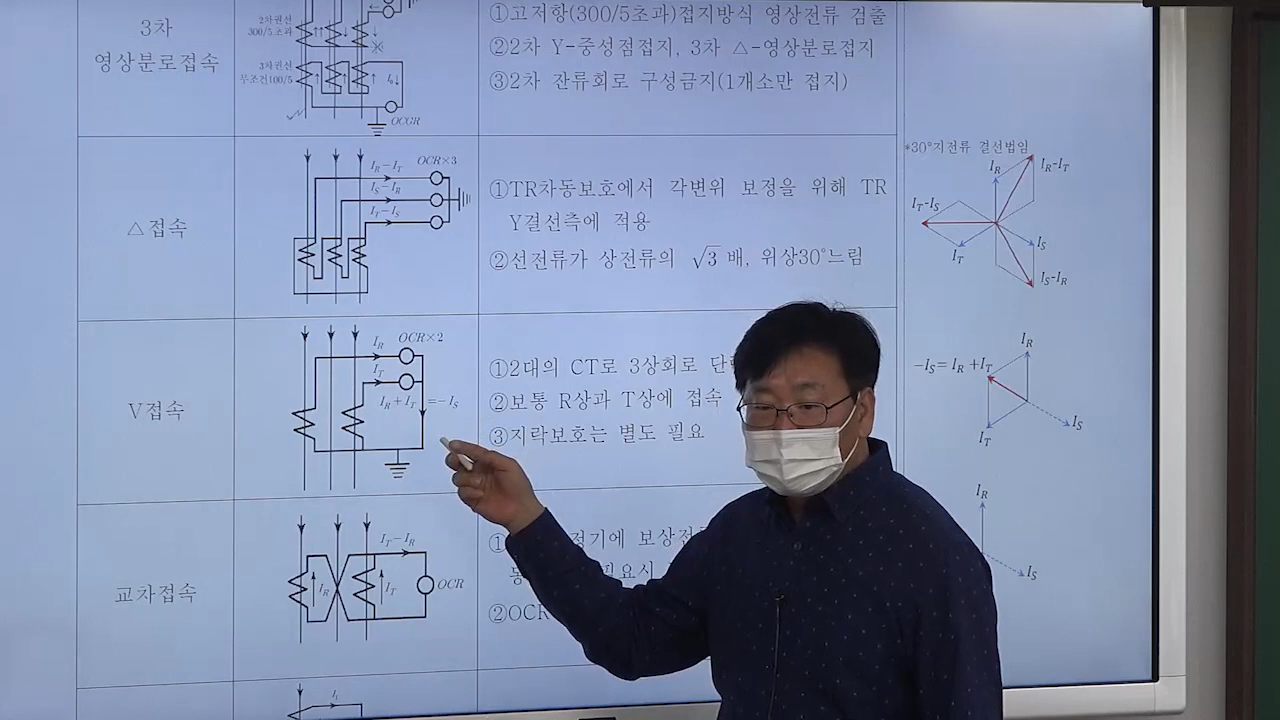 3차
영상분로접속
2차권선
300/5초과
3차권선
무조건100/5
OCGR
①고저항(300/5초과)접지방식 영상전류 검출
②2차 Y-중성점접지, 3차 △-영상분로접지
③2차 잔류회로 구성금지(1개소만 접지)
△접속
I_R-I_T
OCR×3
I_S-I_R
I_T-I_S
①TR차동보호에서 각변위 보정을 위해 TR
Y결선측에 적용
②선전류가 상전류의 √3 배, 위상30°느림
*30°지전류 결선법임
I_R
I_R-I_T
I_T-I_S
I_T
I_S
I_S-I_R
V접속
I_R
OCR×2
I_T
I_R+I_T=-I_S
①2대의 CT로 3상회로
②보통 R상과 T상에 접속
③지락보호는 별도 필요
I_R
-I_S= I_R +I_T
I_T
I_S
교차접속
I_T-I_R
I_R
I_T
OCR
필요시
②OCR
I_R
I_S